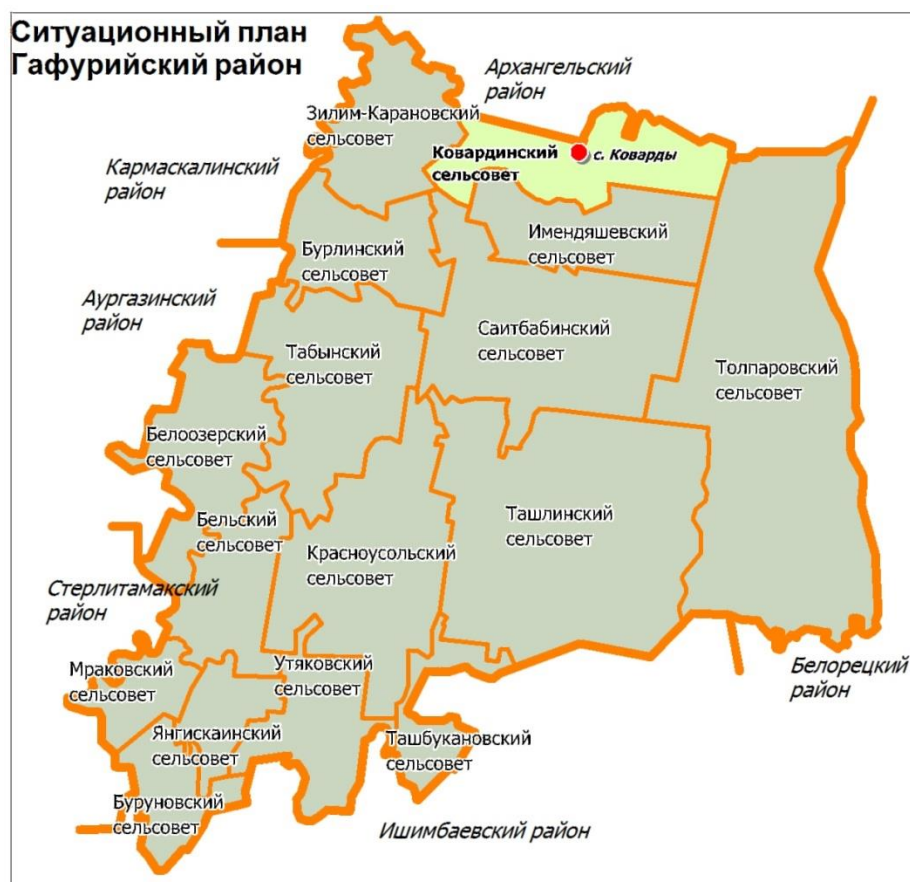 Ситуационный план
Гафурийский район
Архангельский
район
Зилим-Карановский
сельсовет
Ковардинский
сельсовет
с. Коварды
Кармаскалинский
район
Имендяшевский
сельсовет
Бурлинский
сельсовет
Аургазинский
район
Саитбабинский
сельсовет
Табынский
сельсовет
Толпаровский
сельсовет
Белоозерский
сельсовет
Бельский
сельсовет
Ташлинский
сельсовет
Красноусольский
сельсовет
Стерлитамакский
район
Мраковский
сельсовет
Утяковский
сельсовет
Белорецкий
район
Янгискаинский
сельсовет
Ташбукановский
сельсовет
Буруновский
сельсовет
Ишимбаевский район